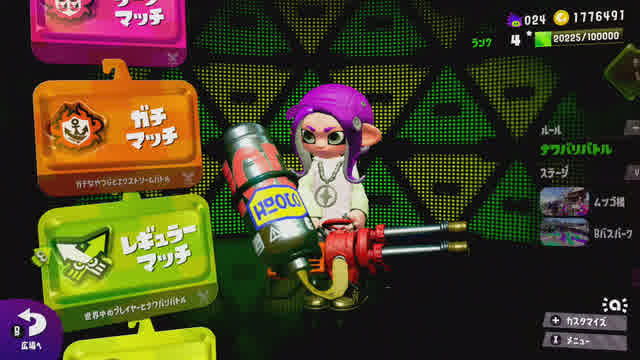 マッチ
ガチ
マッチ
ガチなやつらとエクストリームバトル
レギュラー
マッチ
世界中のプレイヤーとナワバリバトル
B
広場へ
024 1776491
ランク 4 20225/100000
ルール
ナワバリバトル
ステージ
ムツゴ楼
Bバスパーク
+ カスタマイズ
X メニュー